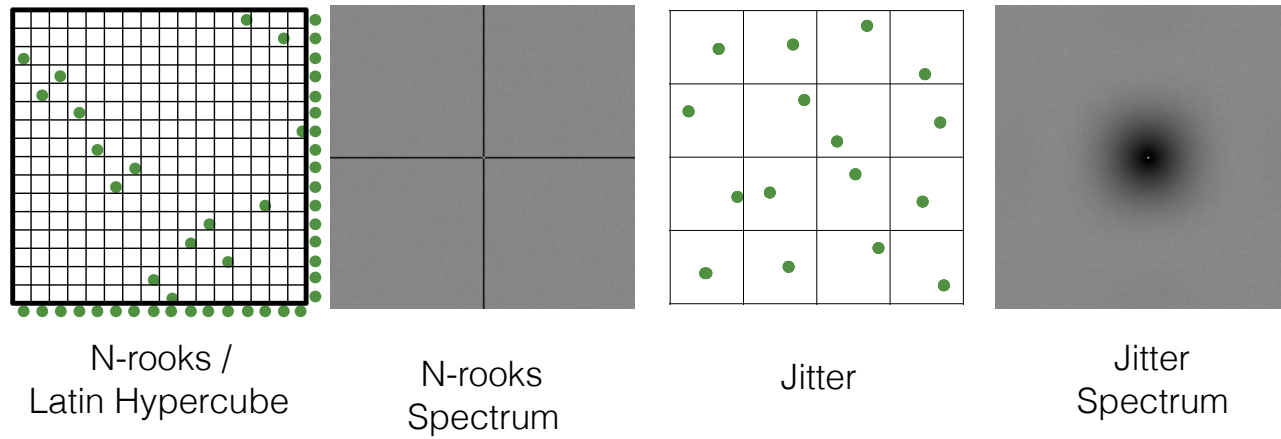 N-rooks /
Latin Hypercube
N-rooks
Spectrum
Jitter
Jitter
Spectrum